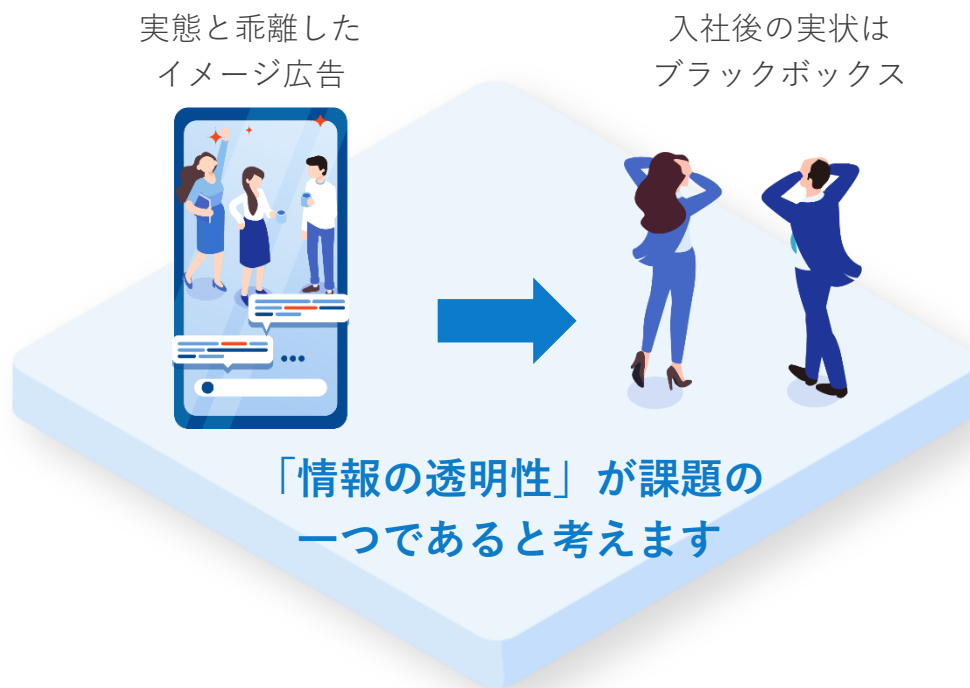 実態と乖離した
イメージ広告
入社後の実状は
ブラックボックス
「情報の透明性」が課題の
一つであると考えます